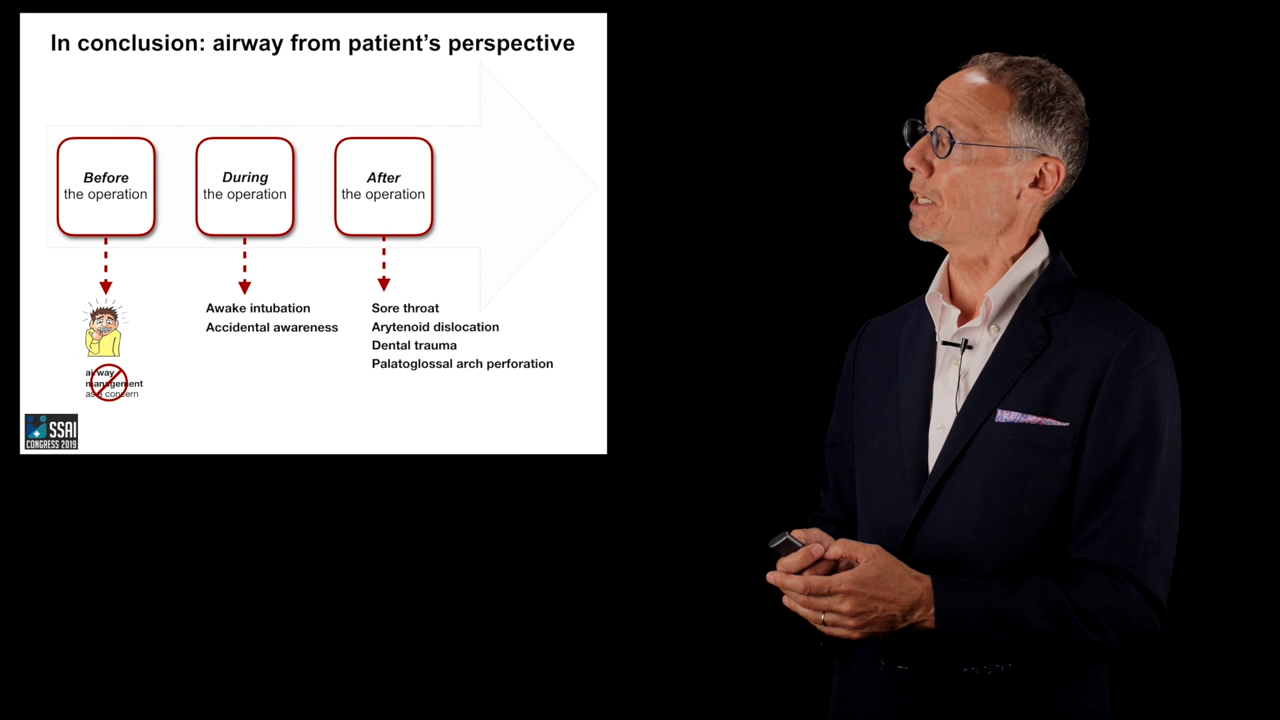 In conclusion: airway from patient's perspective
Before
the operation
During
the operation
After
the operation
airway
management
as a concern
Awake intubation
Accidental awareness
Sore throat
Arytenoid dislocation
Dental trauma
Palatoglossal arch perforation
SSAI
CONGRESS 2019